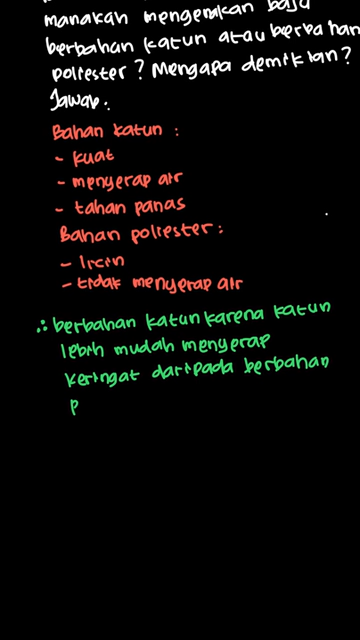 manakah mengenakan baju
berbahan katun atau berbahan
poliester? Mengapa demikian?
Jawab:
Bahan katun :
- kuat
- menyerap air
- tahan panas
Bahan poliester :
- licin
- tidak menyerap air
∴ berbahan katun karena katun
lebih mudah menyerap
keringat daripada berbahan
p